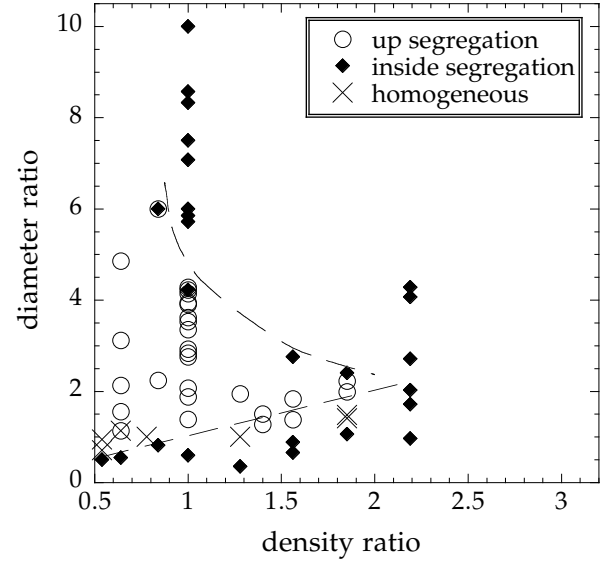 10
8
6
4
2
0
0.5
1
1.5
2
2.5
3
diameter ratio
density ratio
up segregation
inside segregation
homogeneous